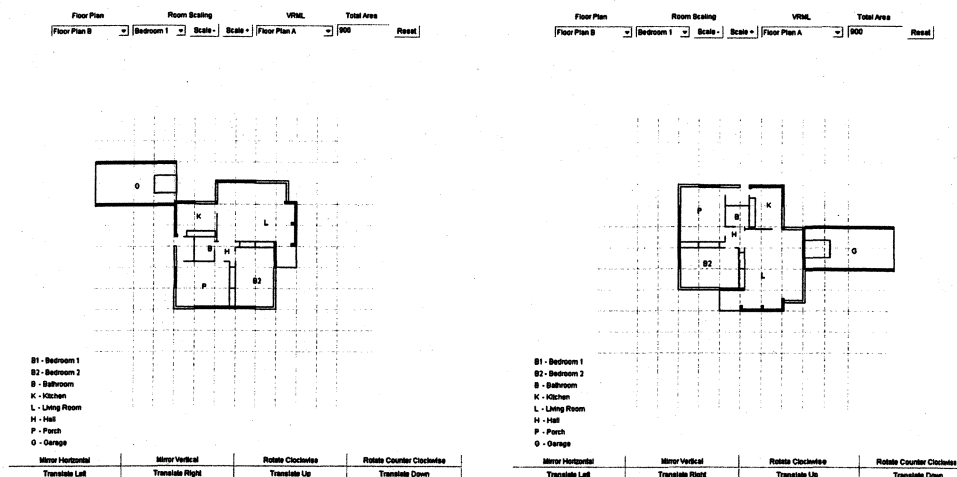 Floor Plan Room Scaling VRML Total Area
Floor Plan B Bedroom 1 Scale - Scale + Floor Plan A 900 Reset
G
K
L
B
H
P
B2
B1 - Bedroom 1
B2 - Bedroom 2
B - Bathroom
K - Kitchen
L - Living Room
H - Hall
P - Porch
G - Garage
Mirror Horizontal Mirror Vertical Rotate Clockwise Rotate Counter Clockwise
Translate Left Translate Right Translate Up Translate Down
Floor Plan Room Scaling VRML Total Area
Floor Plan B Bedroom 1 Scale - Scale + Floor Plan A 900 Reset
P
K
B
H
G
B2
L
B1 - Bedroom 1
B2 - Bedroom 2
B - Bathroom
K - Kitchen
L - Living Room
H - Hall
P - Porch
G - Garage
Mirror Horizontal Mirror Vertical Rotate Clockwise Rotate Counter Clockwise
Translate Left Translate Right Translate Up Translate Down